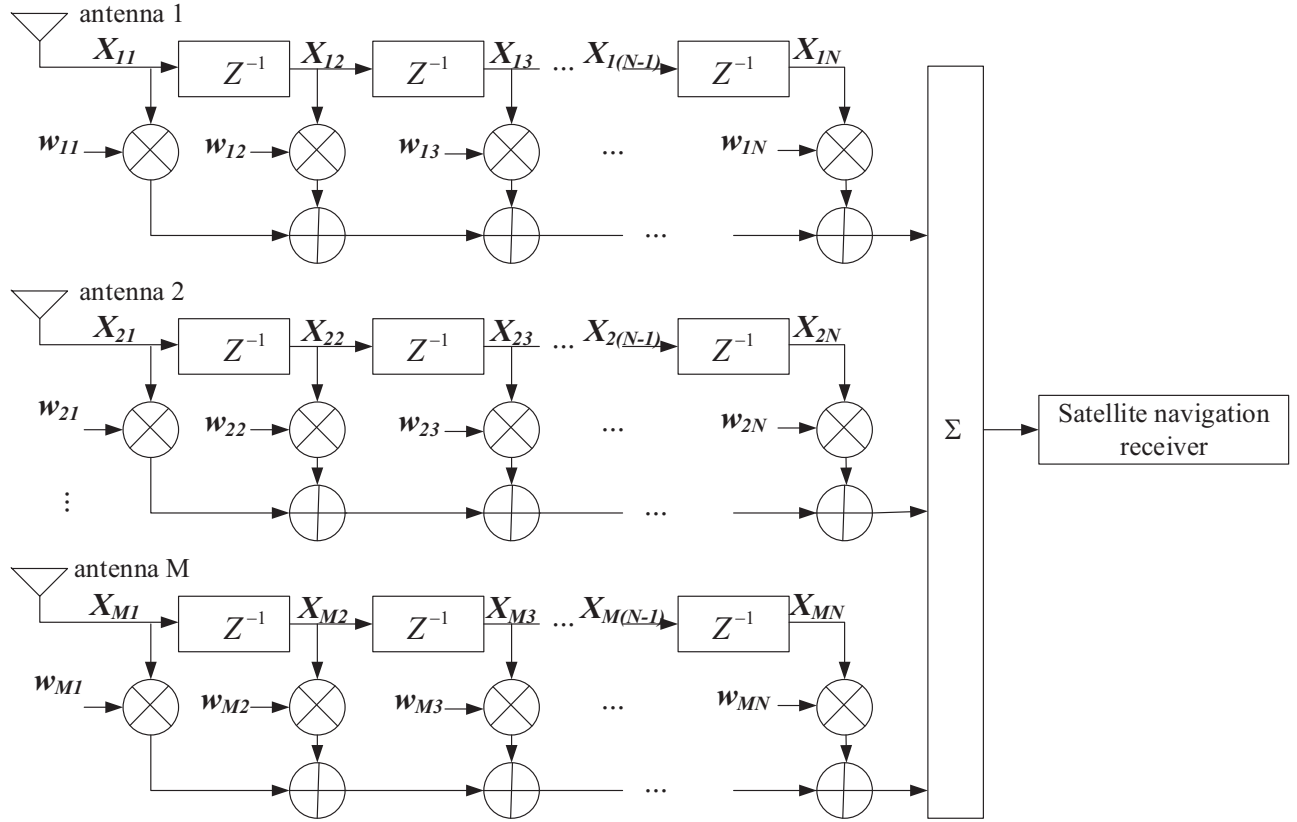 antenna 1
X11 Z−1 X12 Z−1 X13 ... X1(N-1) Z−1 X1N
w11 w12 w13 ... w1N
...
antenna 2
X21 Z−1 X22 Z−1 X23 ... X2(N-1) Z−1 X2N
w21 w22 w23 ... w2N
Σ
Satellite navigation
receiver
⋮ ...
antenna M
XM1 Z−1 XM2 Z−1 XM3 ... XM(N-1) Z−1 XMN
wM1 wM2 wM3 ... wMN
...